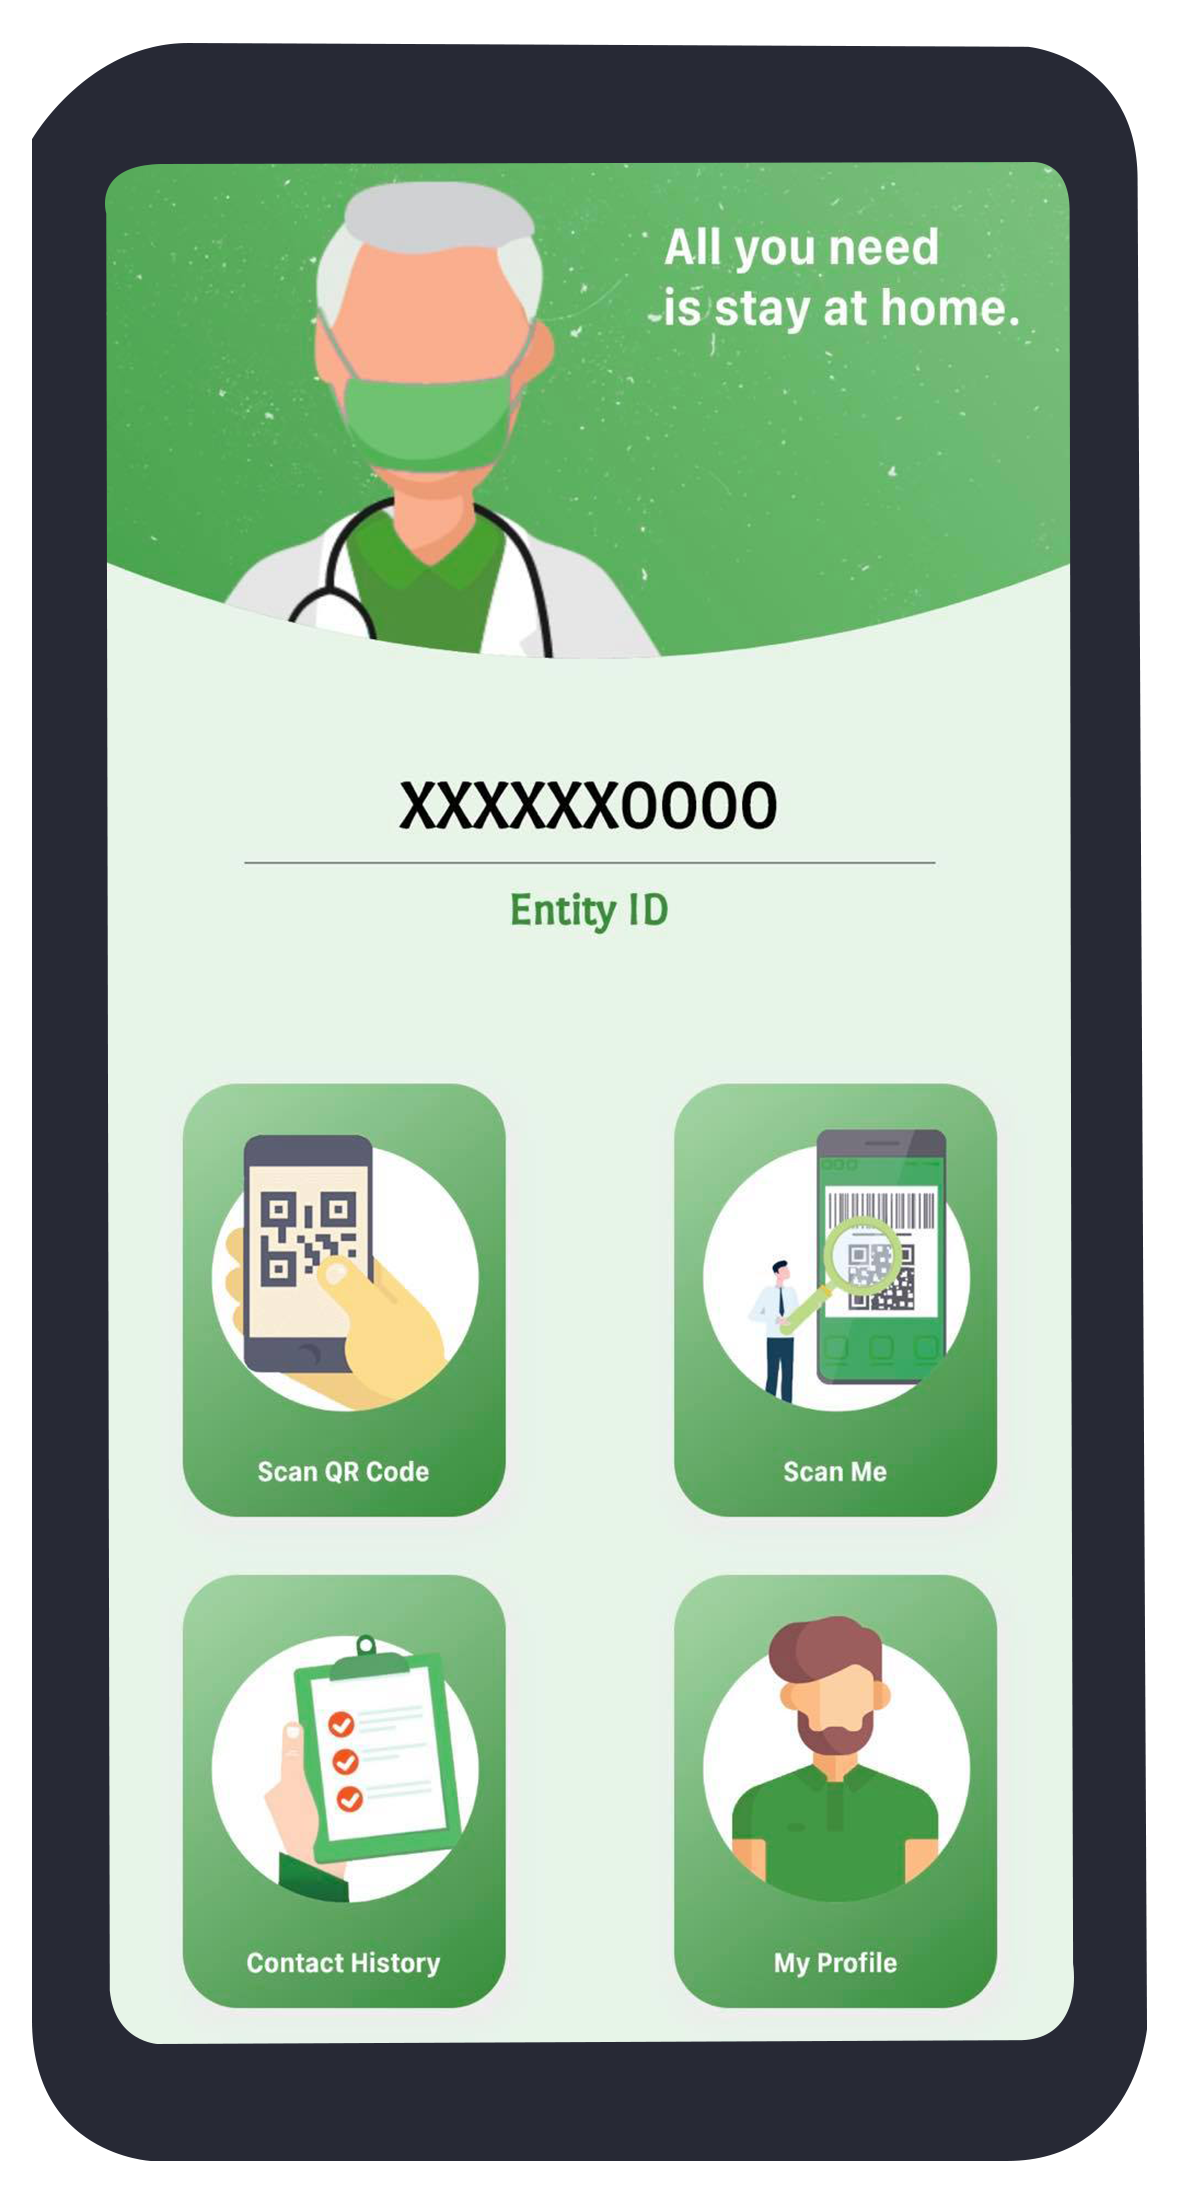 All you need
is stay at home.
XXXXXX0000
Entity ID
Scan QR Code
Scan Me
Contact History
My Profile